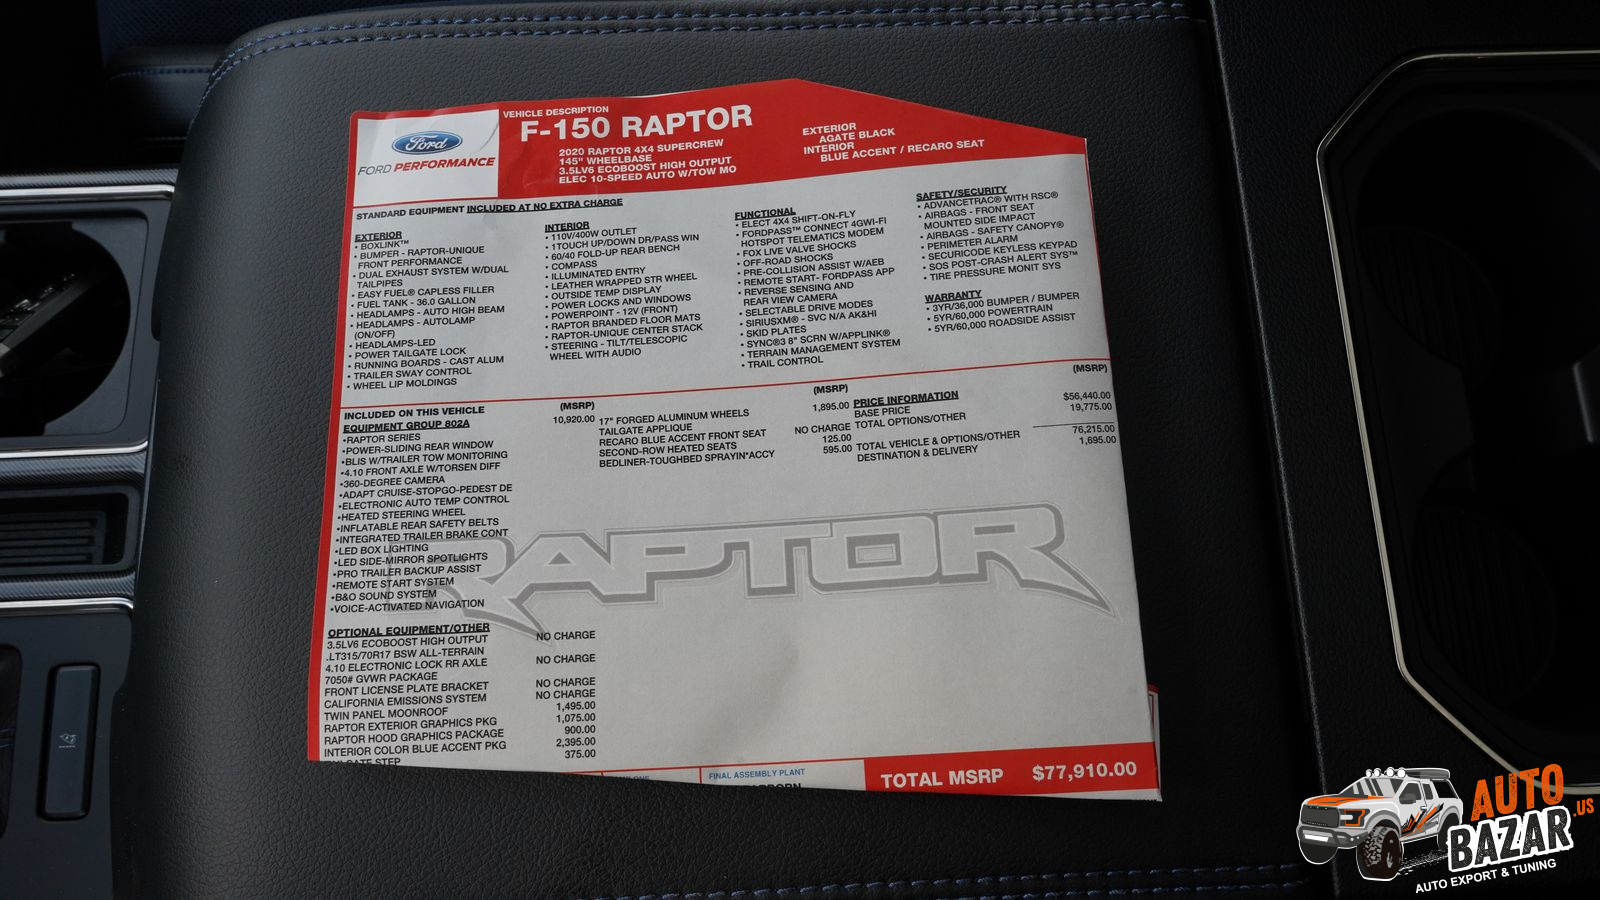 Ford
FORD PERFORMANCE
VEHICLE DESCRIPTION
F-150 RAPTOR
2020 RAPTOR 4X4 SUPERCREW
145" WHEELBASE
3.5LV6 ECOBOOST HIGH OUTPUT
ELEC 10-SPEED AUTO W/TOW MO
EXTERIOR
AGATE BLACK
INTERIOR
BLUE ACCENT / RECARO SEAT
STANDARD EQUIPMENT INCLUDED AT NO EXTRA CHARGE
EXTERIOR
• BOXLINK™
• BUMPER - RAPTOR-UNIQUE
FRONT PERFORMANCE
• DUAL EXHAUST SYSTEM W/DUAL
TAILPIPES
• EASY FUEL® CAPLESS FILLER
• FUEL TANK - 36.0 GALLON
• HEADLAMPS - AUTO HIGH BEAM
• HEADLAMPS - AUTOLAMP
(ON/OFF)
• HEADLAMPS-LED
• POWER TAILGATE LOCK
• RUNNING BOARDS - CAST ALUM
• TRAILER SWAY CONTROL
• WHEEL LIP MOLDINGS
INTERIOR
• 110V/400W OUTLET
• 1TOUCH UP/DOWN DR/PASS WIN
• 60/40 FOLD-UP REAR BENCH
• COMPASS
• ILLUMINATED ENTRY
• LEATHER WRAPPED STR WHEEL
• OUTSIDE TEMP DISPLAY
• POWER LOCKS AND WINDOWS
• POWERPOINT - 12V (FRONT)
• RAPTOR BRANDED FLOOR MATS
• RAPTOR-UNIQUE CENTER STACK
• STEERING - TILT/TELESCOPIC
WHEEL WITH AUDIO
FUNCTIONAL
• ELECT 4X4 SHIFT-ON-FLY
• FORDPASS™ CONNECT 4GWI-FI
HOTSPOT TELEMATICS MODEM
• FOX LIVE VALVE SHOCKS
• OFF-ROAD SHOCKS
• PRE-COLLISION ASSIST W/AEB
• REMOTE START- FORDPASS APP
• REVERSE SENSING AND
REAR VIEW CAMERA
• SELECTABLE DRIVE MODES
• SIRIUSXM® - SVC N/A AK&HI
• SKID PLATES
• SYNC®3 8" SCRN W/APPLINK®
• TERRAIN MANAGEMENT SYSTEM
• TRAIL CONTROL
SAFETY/SECURITY
• ADVANCETRAC® WITH RSC®
• AIRBAGS - FRONT SEAT
MOUNTED SIDE IMPACT
• AIRBAGS - SAFETY CANOPY®
• PERIMETER ALARM
• SECURICODE KEYLESS KEYPAD
• SOS POST-CRASH ALERT SYS™
• TIRE PRESSURE MONIT SYS
WARRANTY
• 3YR/36,000 BUMPER / BUMPER
• 5YR/60,000 POWERTRAIN
• 5YR/60,000 ROADSIDE ASSIST
INCLUDED ON THIS VEHICLE (MSRP)
EQUIPMENT GROUP 802A 10,920.00
•RAPTOR SERIES
•POWER-SLIDING REAR WINDOW
•BLIS W/TRAILER TOW MONITORING
•4.10 FRONT AXLE W/TORSEN DIFF
•360-DEGREE CAMERA
•ADAPT CRUISE-STOPGO-PEDEST DE
•ELECTRONIC AUTO TEMP CONTROL
•HEATED STEERING WHEEL
•INFLATABLE REAR SAFETY BELTS
•INTEGRATED TRAILER BRAKE CONT
•LED BOX LIGHTING
•LED SIDE-MIRROR SPOTLIGHTS
•PRO TRAILER BACKUP ASSIST
•REMOTE START SYSTEM
•B&O SOUND SYSTEM
•VOICE-ACTIVATED NAVIGATION
OPTIONAL EQUIPMENT/OTHER
3.5LV6 ECOBOOST HIGH OUTPUT NO CHARGE
.LT315/70R17 BSW ALL-TERRAIN
4.10 ELECTRONIC LOCK RR AXLE NO CHARGE
7050# GVWR PACKAGE
FRONT LICENSE PLATE BRACKET NO CHARGE
CALIFORNIA EMISSIONS SYSTEM NO CHARGE
TWIN PANEL MOONROOF 1,495.00
RAPTOR EXTERIOR GRAPHICS PKG 1,075.00
RAPTOR HOOD GRAPHICS PACKAGE 900.00
INTERIOR COLOR BLUE ACCENT PKG 2,395.00
TAILGATE STEP 375.00
(MSRP)
17" FORGED ALUMINUM WHEELS 1,895.00
TAILGATE APPLIQUE
RECARO BLUE ACCENT FRONT SEAT NO CHARGE
SECOND-ROW HEATED SEATS 125.00
BEDLINER-TOUGHBED SPRAYIN*ACCY 595.00
(MSRP)
PRICE INFORMATION
BASE PRICE $56,440.00
TOTAL OPTIONS/OTHER 19,775.00
TOTAL VEHICLE & OPTIONS/OTHER 76,215.00
DESTINATION & DELIVERY 1,695.00
RAPTOR
FINAL ASSEMBLY PLANT
TOTAL MSRP $77,910.00
AUTO
BAZAR.US
AUTO EXPORT & TUNING